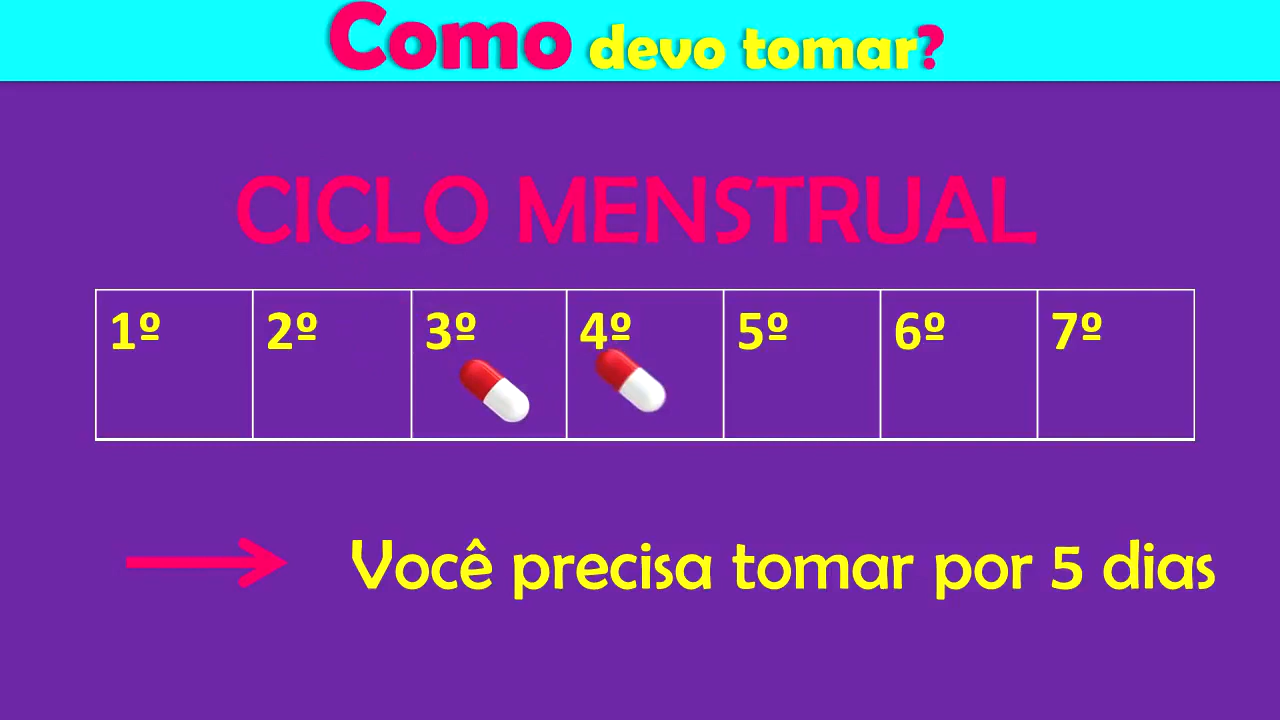 Como devo tomar?
CICLO MENSTRUAL
1º 2º 3º 4º 5º 6º 7º
Você precisa tomar por 5 dias